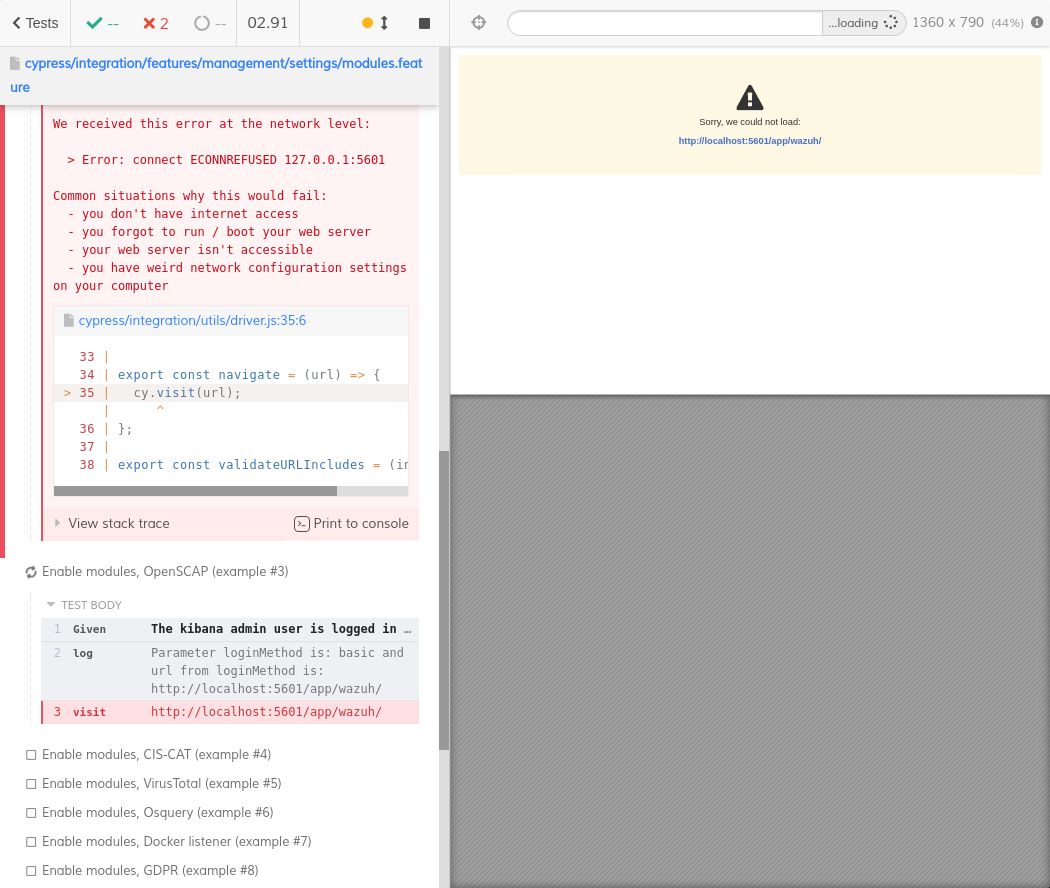 Tests
--
2
--
02.91
...loading
1360 x 790 (44%)
cypress/integration/features/management/settings/modules.feat
ure
We received this error at the network level:
> Error: connect ECONNREFUSED 127.0.0.1:5601
Common situations why this would fail:
- you don't have internet access
- you forgot to run / boot your web server
- your web server isn't accessible
- you have weird network configuration settings
on your computer
cypress/integration/utils/driver.js:35:6
33 |
34 | export const navigate = (url) => {
> 35 |   cy.visit(url);
|      ^
36 | };
37 |
38 | export const validateURLIncludes = (in
View stack trace
Print to console
Enable modules, OpenSCAP (example #3)
TEST BODY
1 Given The kibana admin user is logged in …
2 log Parameter loginMethod is: basic and
url from loginMethod is:
http://localhost:5601/app/wazuh/
3 visit http://localhost:5601/app/wazuh/
Enable modules, CIS-CAT (example #4)
Enable modules, VirusTotal (example #5)
Enable modules, Osquery (example #6)
Enable modules, Docker listener (example #7)
Enable modules, GDPR (example #8)
Sorry, we could not load:
http://localhost:5601/app/wazuh/